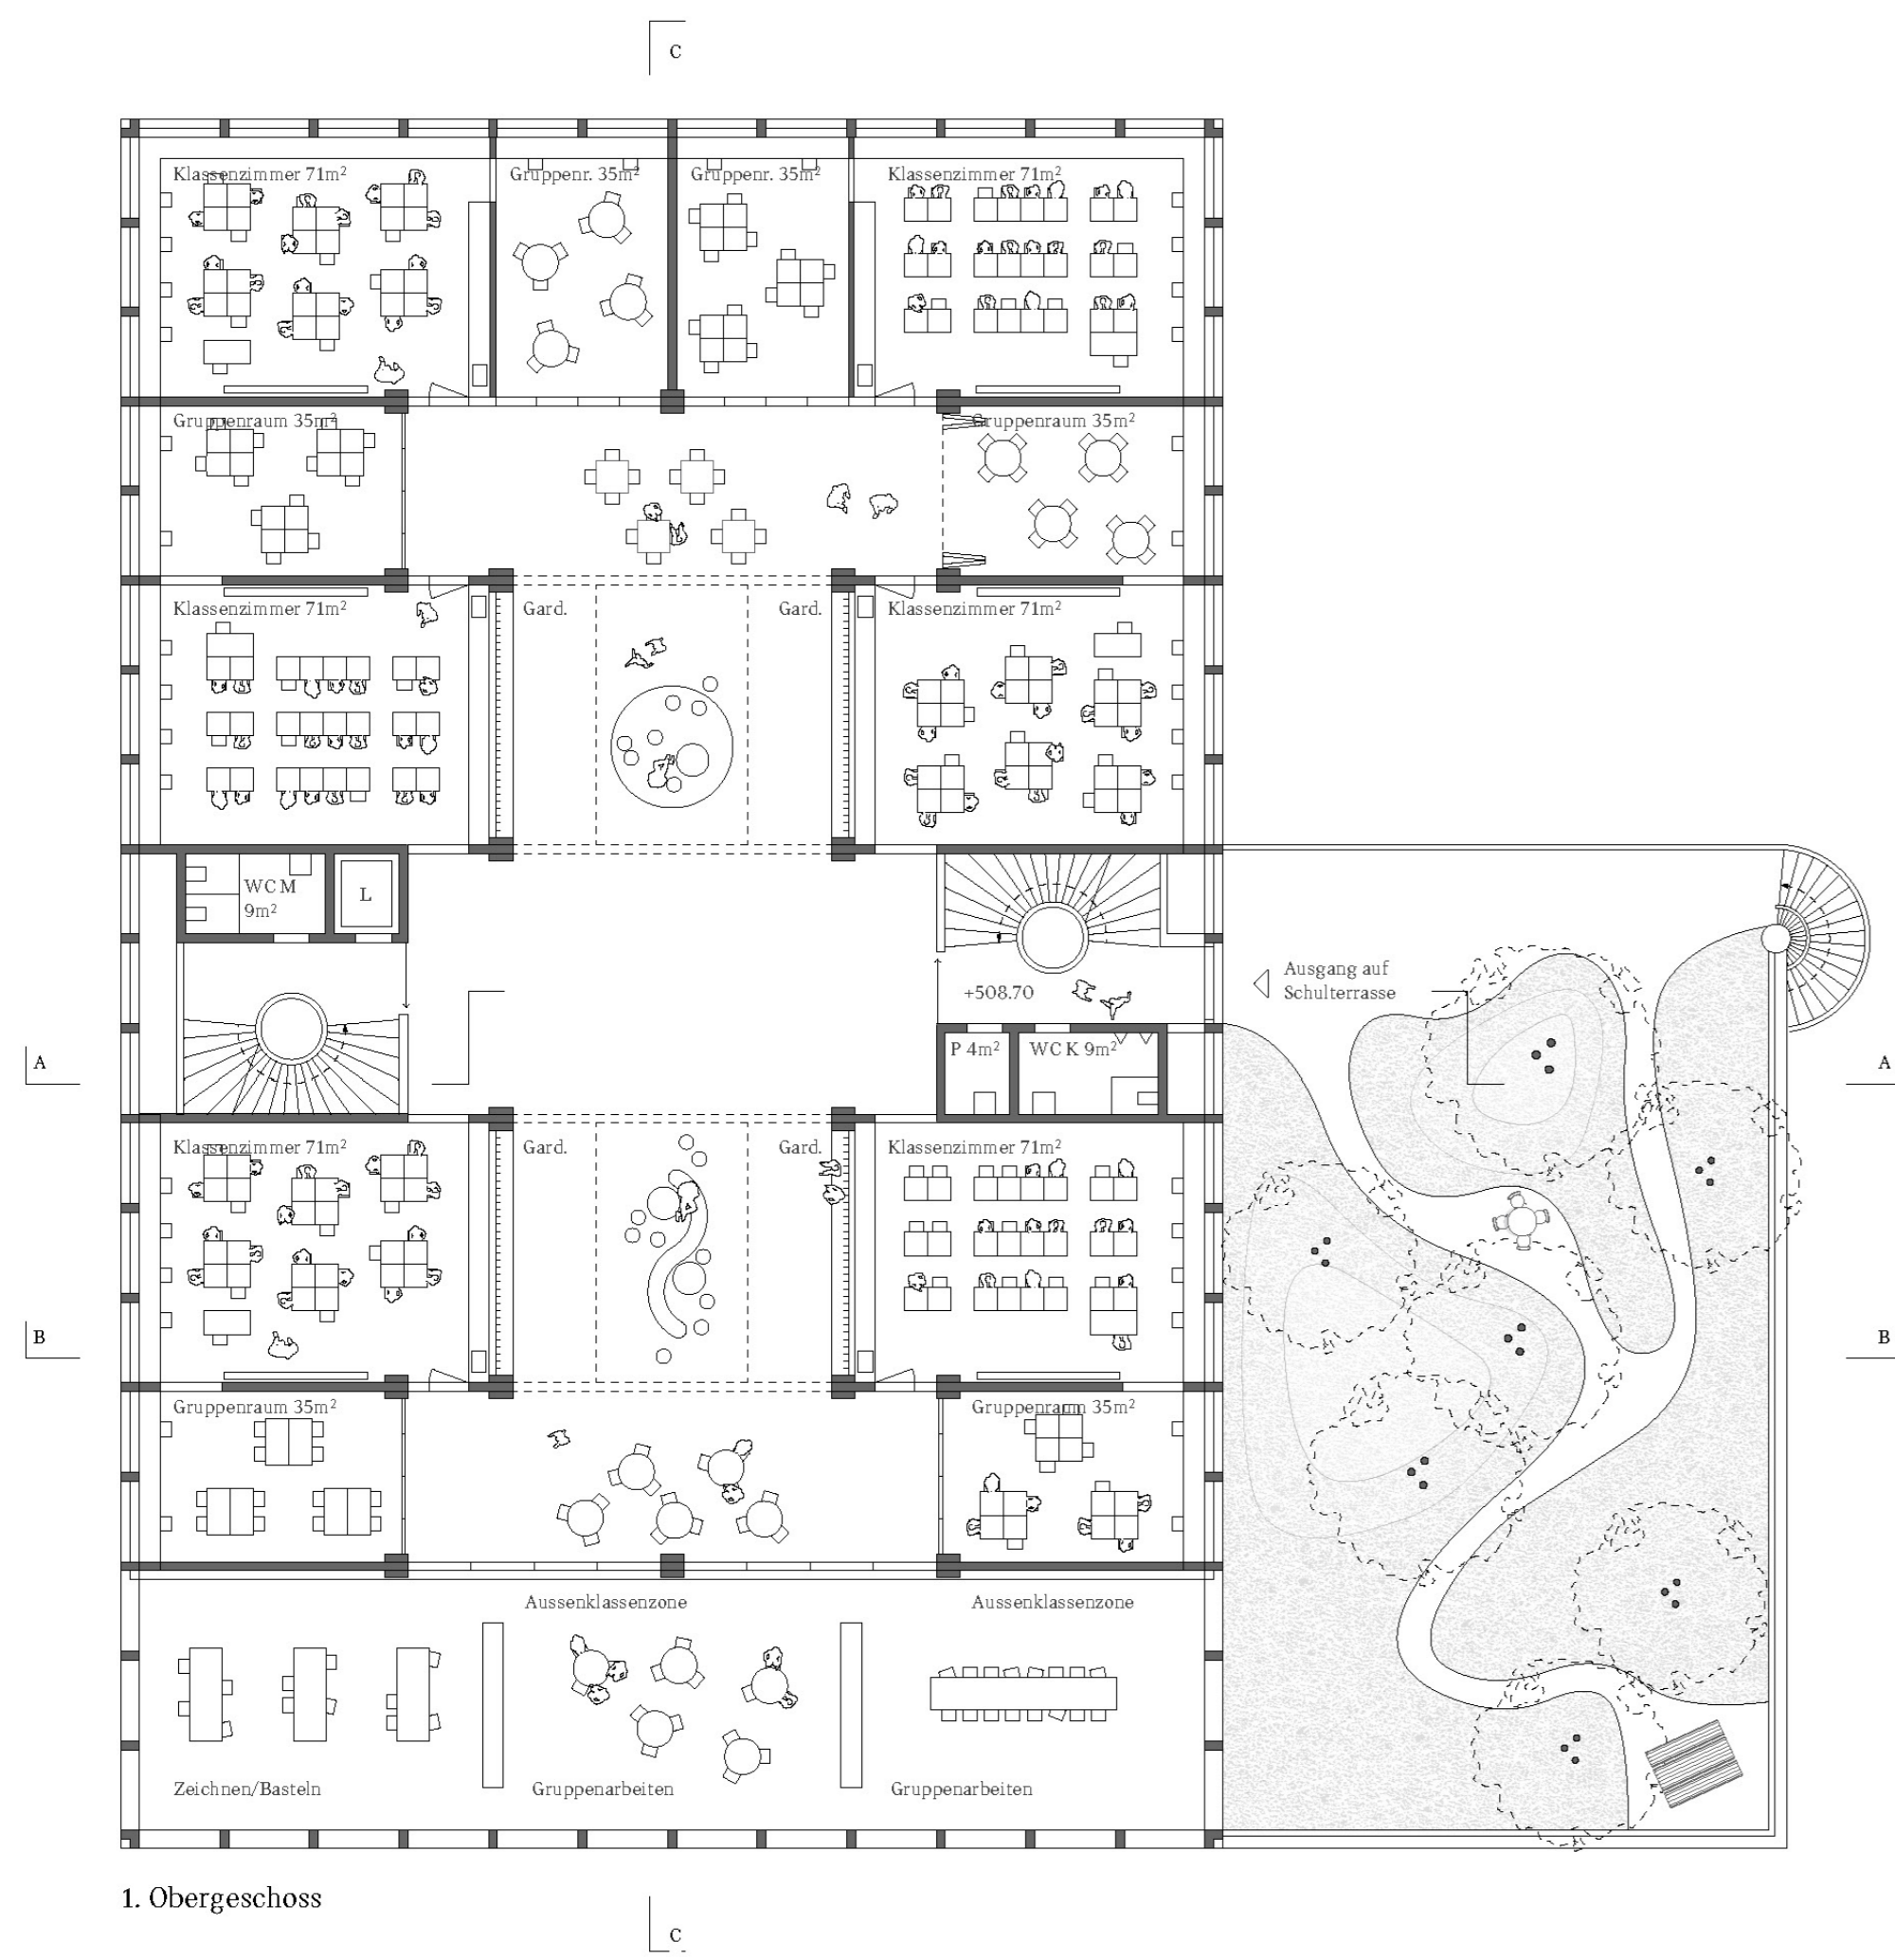 C
Klassenzimmer 71m²
Gruppenr. 35m²
Gruppenr. 35m²
Klassenzimmer 71m²
Gruppenraum 35m²
Gruppenraum 35m²
Klassenzimmer 71m²
Gard.
Gard.
Klassenzimmer 71m²
WC M
9m²
L
+508.70
Ausgang auf
Schulterrasse
A
P 4m²
WC K 9m²
A
Klassenzimmer 71m²
Gard.
Gard.
Klassenzimmer 71m²
B
B
Gruppenraum 35m²
Gruppenraum 35m²
Aussenklassenzone
Aussenklassenzone
Zeichnen/Basteln
Gruppenarbeiten
Gruppenarbeiten
1. Obergeschoss
C